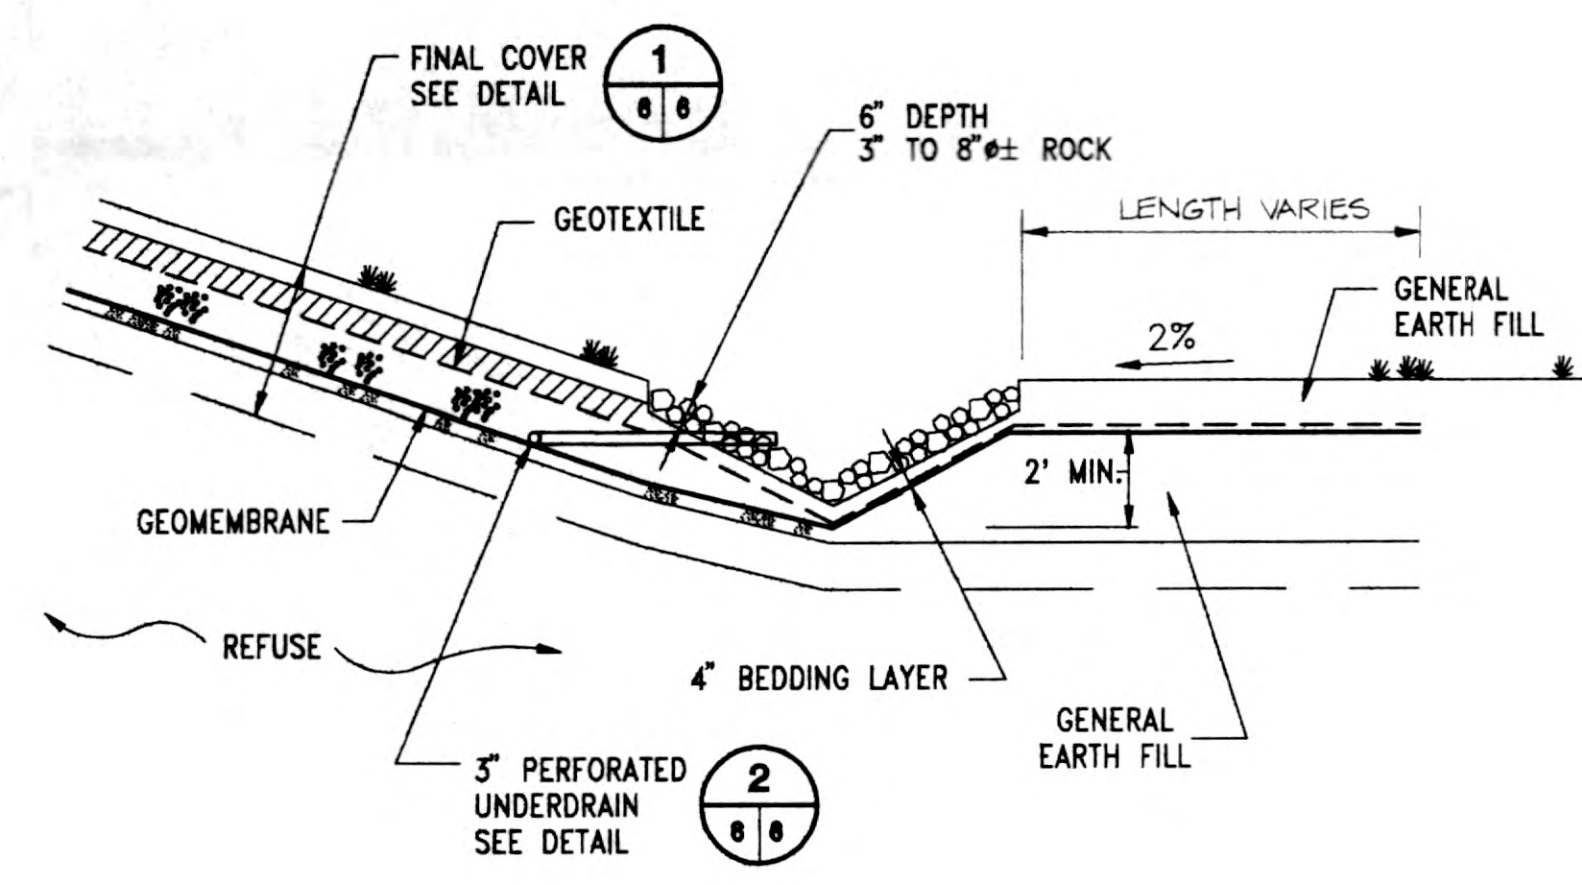 FINAL COVER
SEE DETAIL
1
6 6
6" DEPTH
3" TO 8"ø± ROCK
GEOTEXTILE
LENGTH VARIES
GENERAL
EARTH FILL
2%
2' MIN.
GEOMEMBRANE
REFUSE
4" BEDDING LAYER
GENERAL
EARTH FILL
3" PERFORATED
UNDERDRAIN
SEE DETAIL
2
6 6